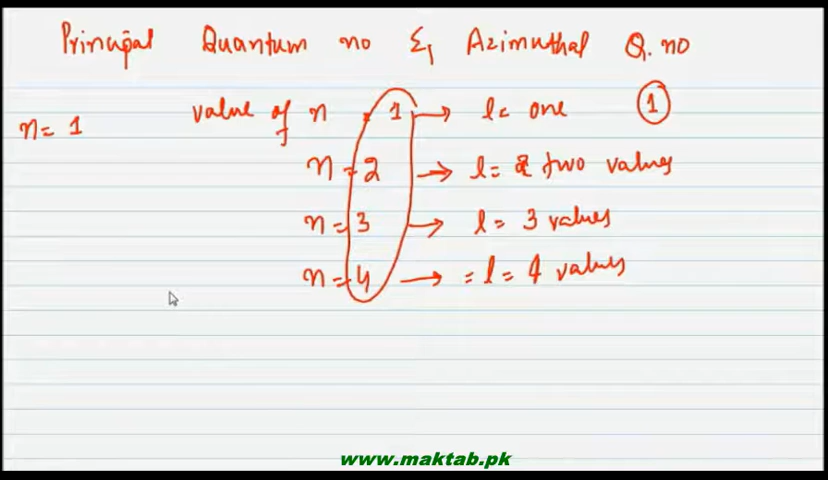 Principal Quantum no & Azimuthal Q. no
n= 1 value of n = 1 → l= one 1
n=2 → l= two values
n=3 → l= 3 values
n=4 → =l= 4 values
www.maktab.pk